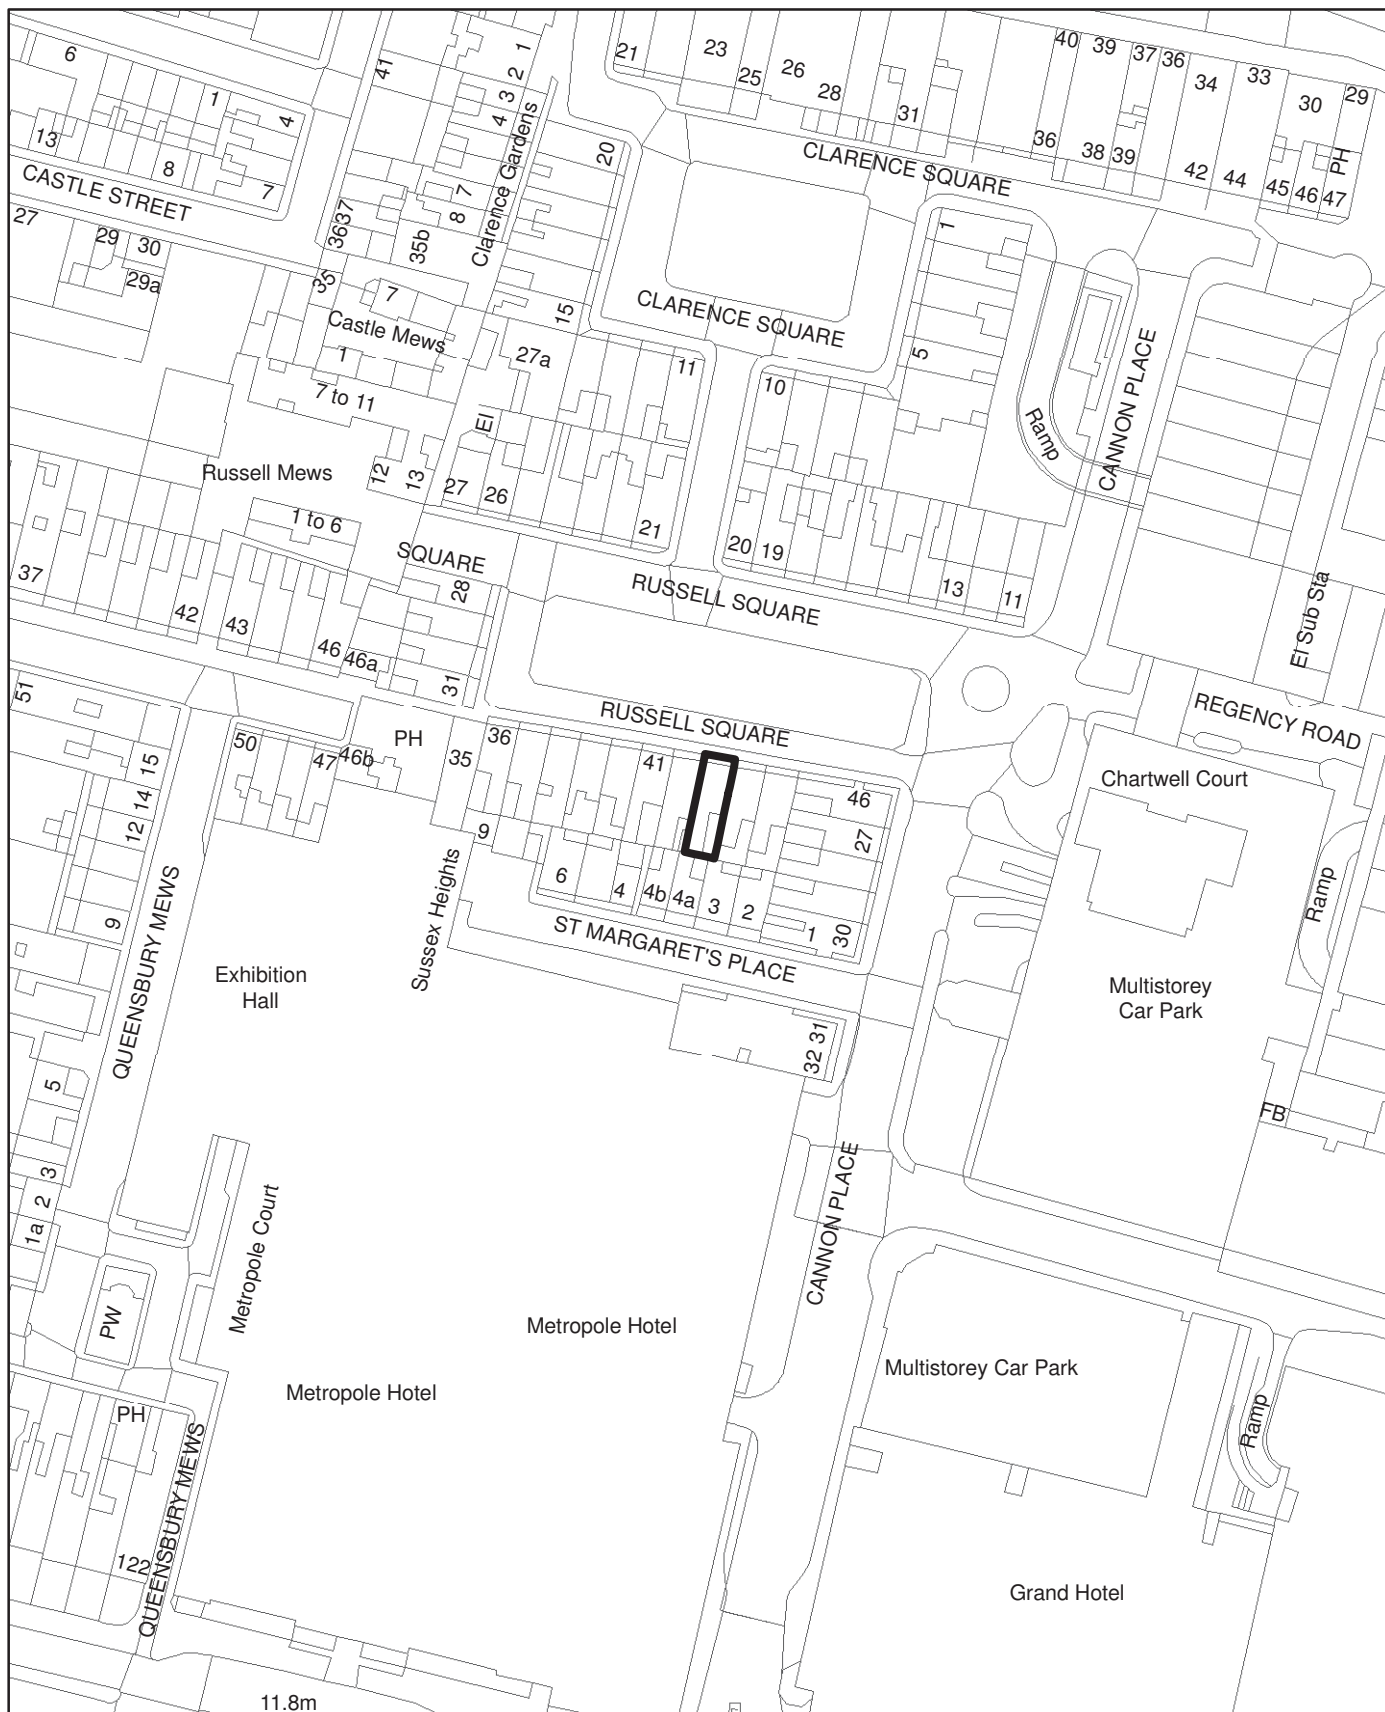 6
1
4
13
8
7
CASTLE STREET
41
1
2
3
4
Clarence Gardens
20
21
23
25
26
28
31
40
39
37
36
34
33
30
29
PH
36
38
39
42
44
45
46
47
CLARENCE SQUARE
27
29
30
29a
3637
35b
7
8
35
7
Castle Mews
1
7 to 11
15
27a
11
CLARENCE SQUARE
1
5
10
Ramp
CANNON PLACE
El
Russell Mews
12
13
27
26
21
20
19
13
11
1 to 6
SQUARE
28
RUSSELL SQUARE
El Sub Sta
37
42
43
46
46a
31
51
15
14
12
9
50
47
46b
PH
35
36
RUSSELL SQUARE
41
46
27
REGENCY ROAD
Chartwell Court
Ramp
9
6
4
4b
4a
3
2
1
30
ST MARGARET'S PLACE
Sussex Heights
QUEENSBURY MEWS
Exhibition
Hall
Multistorey
Car Park
31
32
5
3
2
1a
FB
Metropole Court
PW
CANNON PLACE
Metropole Hotel
Metropole Hotel
Multistorey Car Park
Ramp
PH
122
QUEENSBURY MEWS
Grand Hotel
11.8m